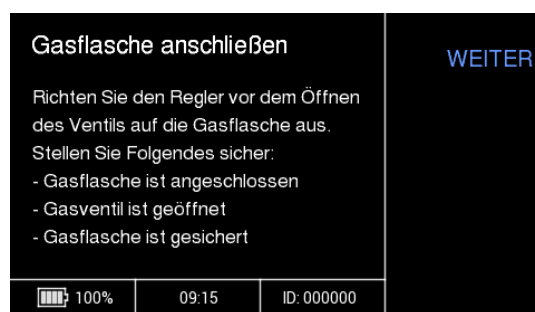 Gasflasche anschließen
WEITER
Richten Sie den Regler vor dem Öffnen
des Ventils auf die Gasflasche aus.
Stellen Sie Folgendes sicher:
- Gasflasche ist angeschlossen
- Gasventil ist geöffnet
- Gasflasche ist gesichert
100%
09:15
ID: 000000